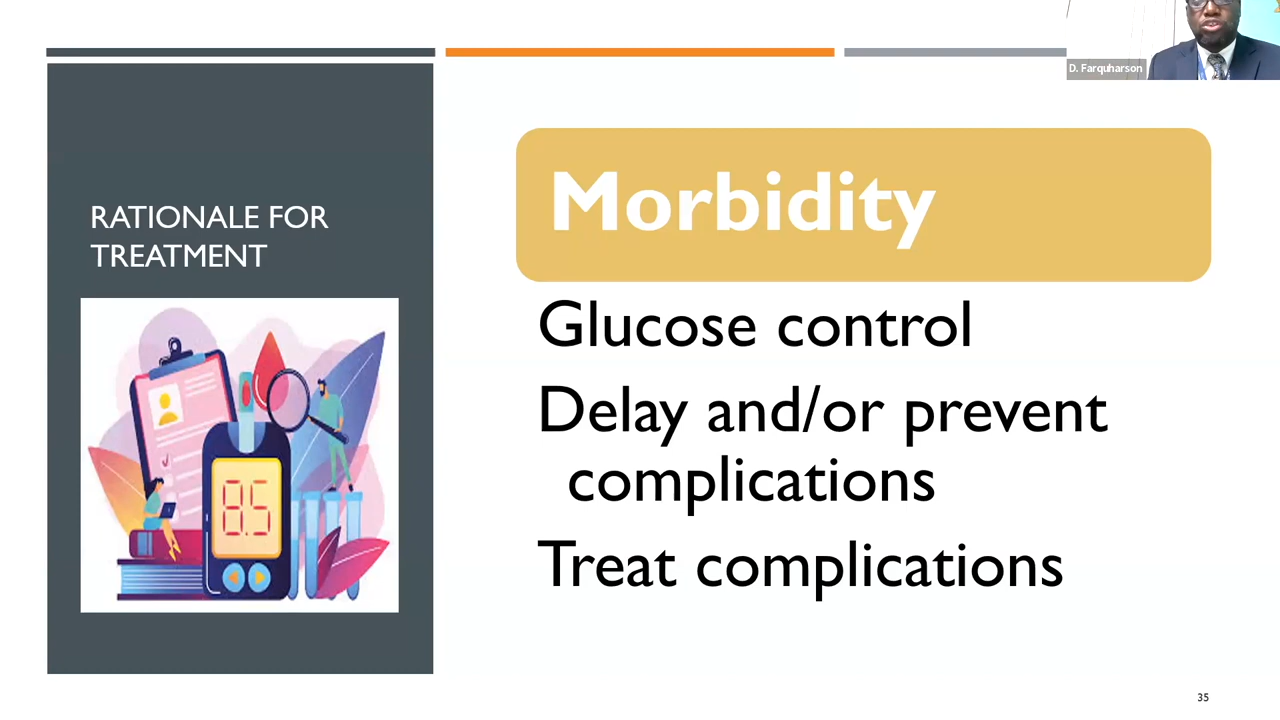 D. Farquharson
RATIONALE FOR
TREATMENT
8.5
Morbidity
Glucose control
Delay and/or prevent
complications
Treat complications
35